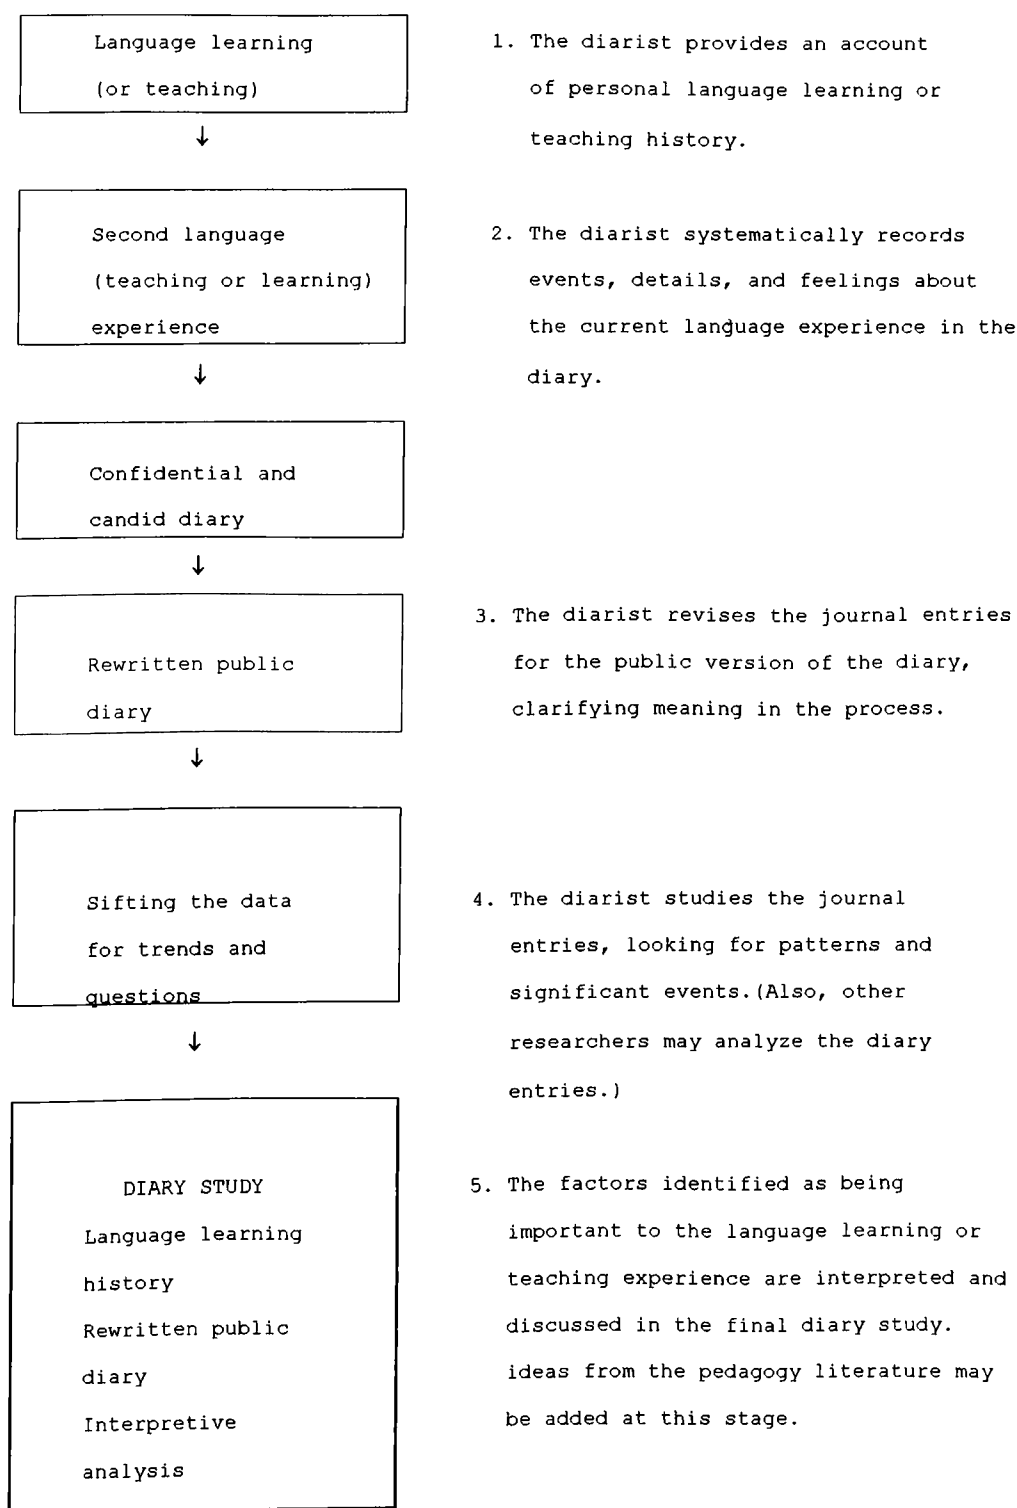 Language learning
(or teaching)
↓
1. The diarist provides an account
of personal language learning or
teaching history.
Second language
(teaching or learning)
experience
↓
2. The diarist systematically records
events, details, and feelings about
the current language experience in the
diary.
Confidential and
candid diary
↓
Rewritten public
diary
↓
3. The diarist revises the journal entries
for the public version of the diary,
clarifying meaning in the process.
Sifting the data
for trends and
questions
↓
4. The diarist studies the journal
entries, looking for patterns and
significant events.(Also, other
researchers may analyze the diary
entries.)
DIARY STUDY
Language learning
history
Rewritten public
diary
Interpretive
analysis
5. The factors identified as being
important to the language learning or
teaching experience are interpreted and
discussed in the final diary study.
ideas from the pedagogy literature may
be added at this stage.